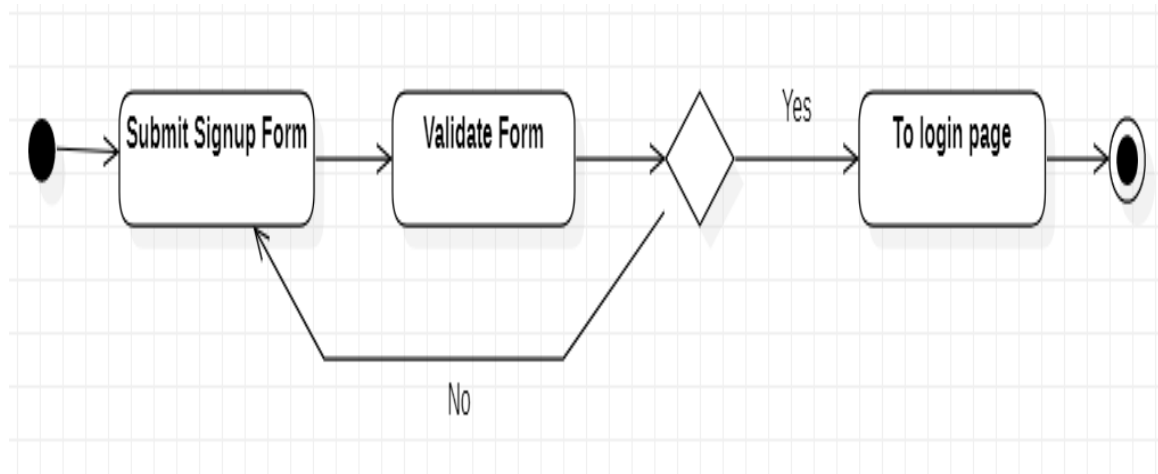 Submit Signup Form
Validate Form
Yes
To login page
No